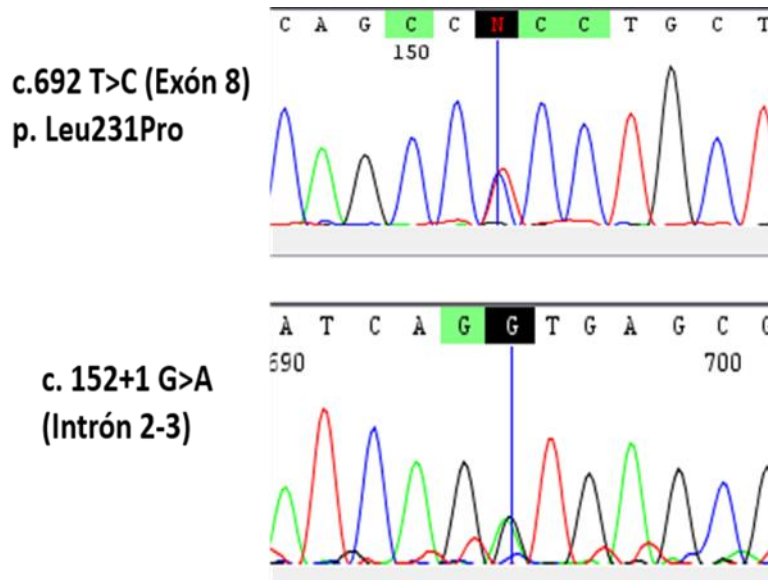 C A G C C N C C T G C T
150
c.692 T>C (Exón 8)
p. Leu231Pro
A T C A G G T G A G C
690 700
c. 152+1 G>A
(Intrón 2-3)